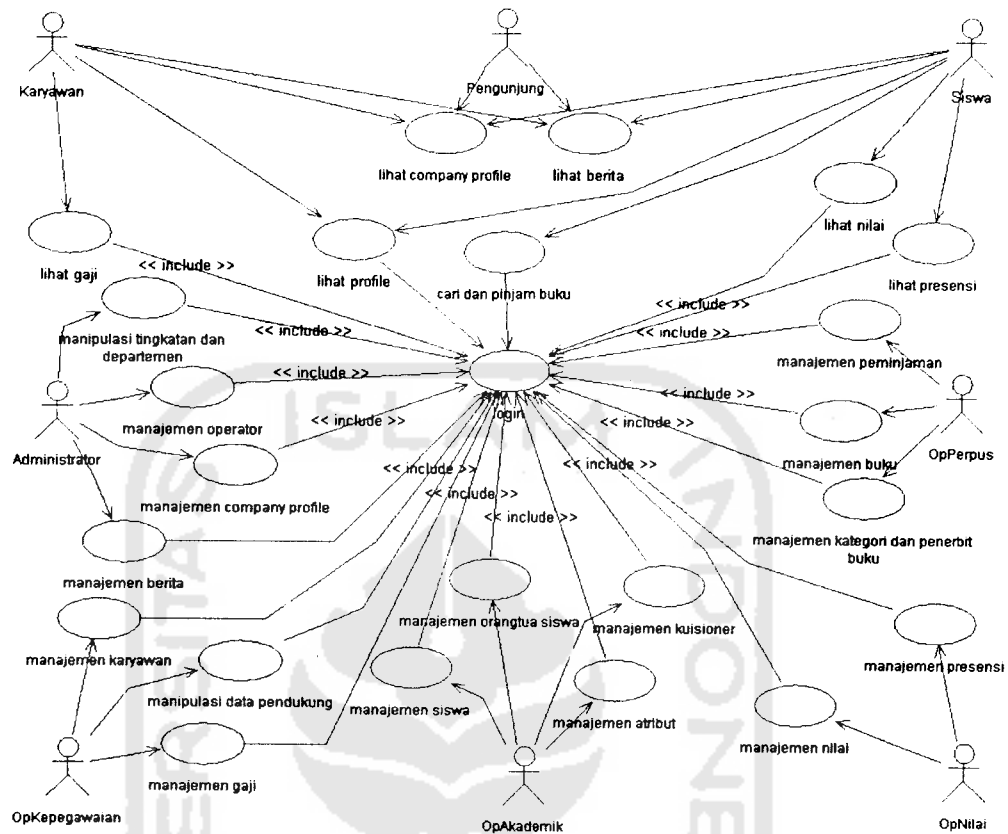 Karyawan
Pengunjung
Siswa
lihat company profile
lihat berita
lihat nilai
lihat gaji
<< include >>
lihat profile
cari dan pinjam buku
lihat presensi
<< include >>
<< include >>
<< include >>
manipulasi tingkatan dan
departemen
manajemen peminjaman
<< include >>
<< include >>
login
manajemen operator
<< include >>
Administrator
manajemen buku
OpPerpus
<< include >>
<< include >>
<< include >>
manajemen company profile
<< include >>
manajemen kategori dan penerbit
buku
manajemen berita
manajemen orangtua siswa
manajemen kuisioner
manajemen karyawan
manajemen presensi
manipulasi data pendukung
manajemen siswa
manajemen atribut
manajemen nilai
manajemen gaji
OpKepegawaian
OpAkademik
OpNilai